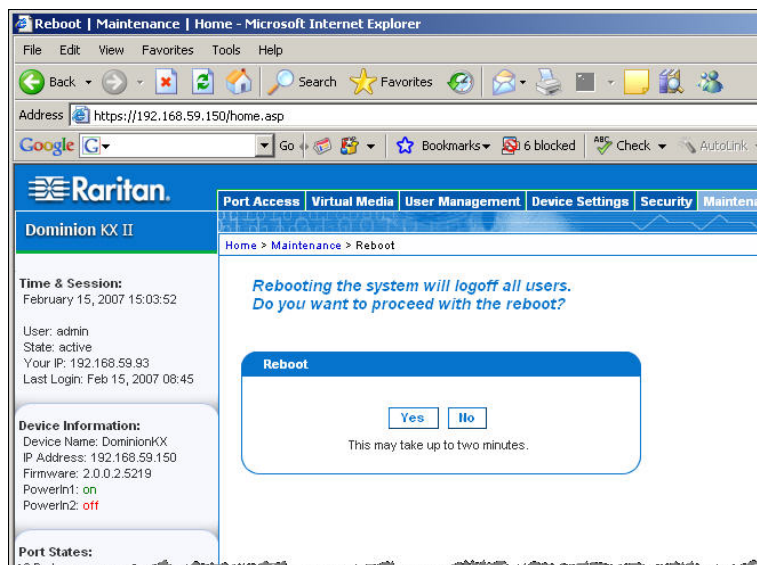 Reboot | Maintenance | Home - Microsoft Internet Explorer
File Edit View Favorites Tools Help
Back Search Favorites
Address https://192.168.59.150/home.asp
Google G Go Bookmarks 6 blocked ABC Check AutoLink
Raritan.
Port Access Virtual Media User Management Device Settings Security
Dominion KX II
Home > Maintenance > Reboot
Time & Session:
February 15, 2007 15:03:52
User: admin
State: active
Your IP: 192.168.59.93
Last Login: Feb 15, 2007 08:45
Rebooting the system will logoff all users.
Do you want to proceed with the reboot?
Reboot
Yes No
This may take up to two minutes.
Device Information:
Device Name: DominionKX
IP Address: 192.168.59.150
Firmware: 2.0.0.2.5219
PowerIn1: on
PowerIn2: off
Port States: